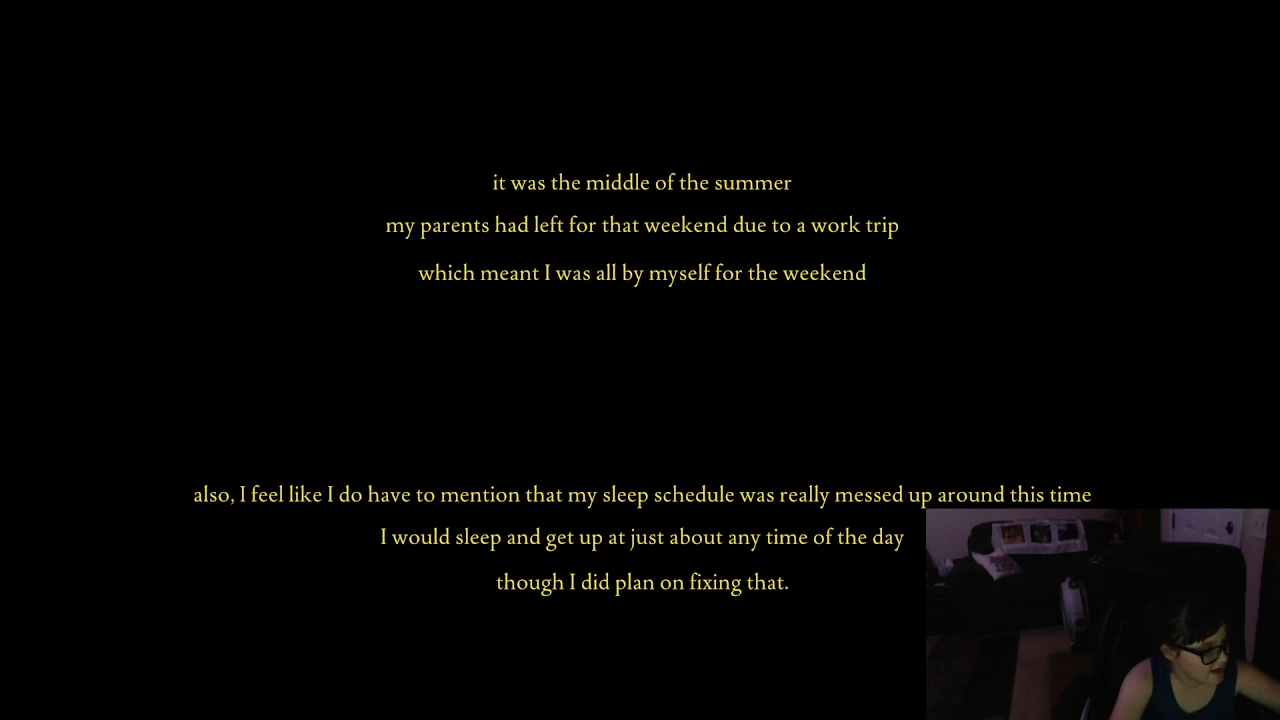 it was the middle of the summer
my parents had left for that weekend due to a work trip
which meant I was all by myself for the weekend
also, I feel like I do have to mention that my sleep schedule was really messed up around this time
I would sleep and get up at just about any time of the day
though I did plan on fixing that.